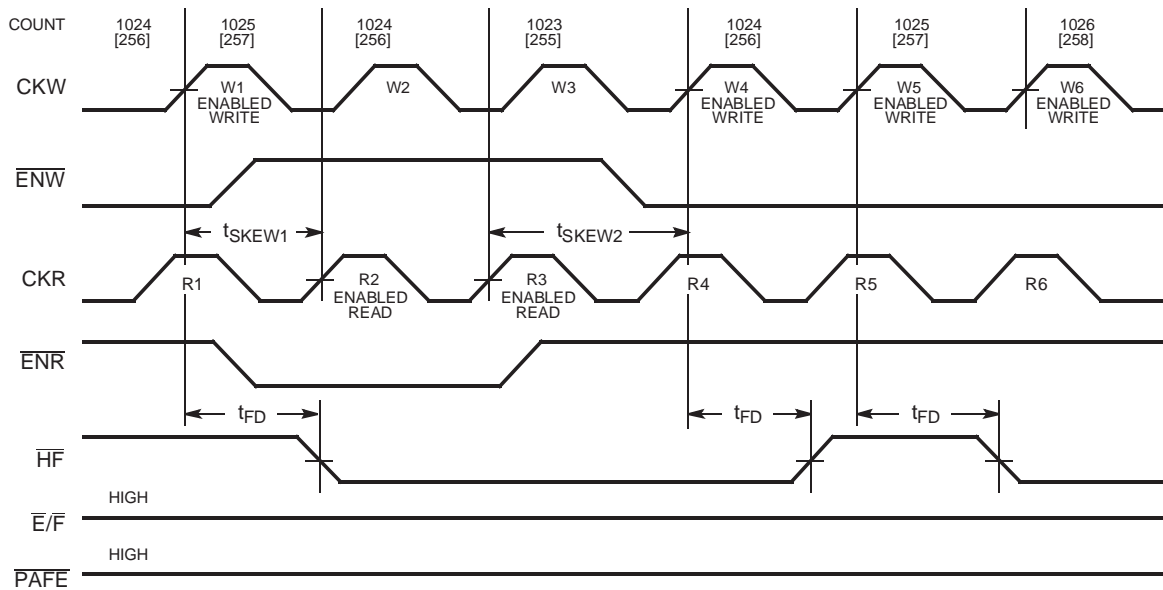 COUNT 1024 1025 1024 1023 1024 1025 1026
[256] [257] [256] [255] [256] [257] [258]
CKW W1 W2 W3 W4 W5 W6
ENABLED ENABLED ENABLED ENABLED
WRITE WRITE WRITE WRITE
ENW
tSKEW1 tSKEW2
CKR R1 R2 R3 R4 R5 R6
ENABLED ENABLED
READ READ
ENR
tFD tFD tFD
HF
HIGH
E/F
HIGH
PAFE